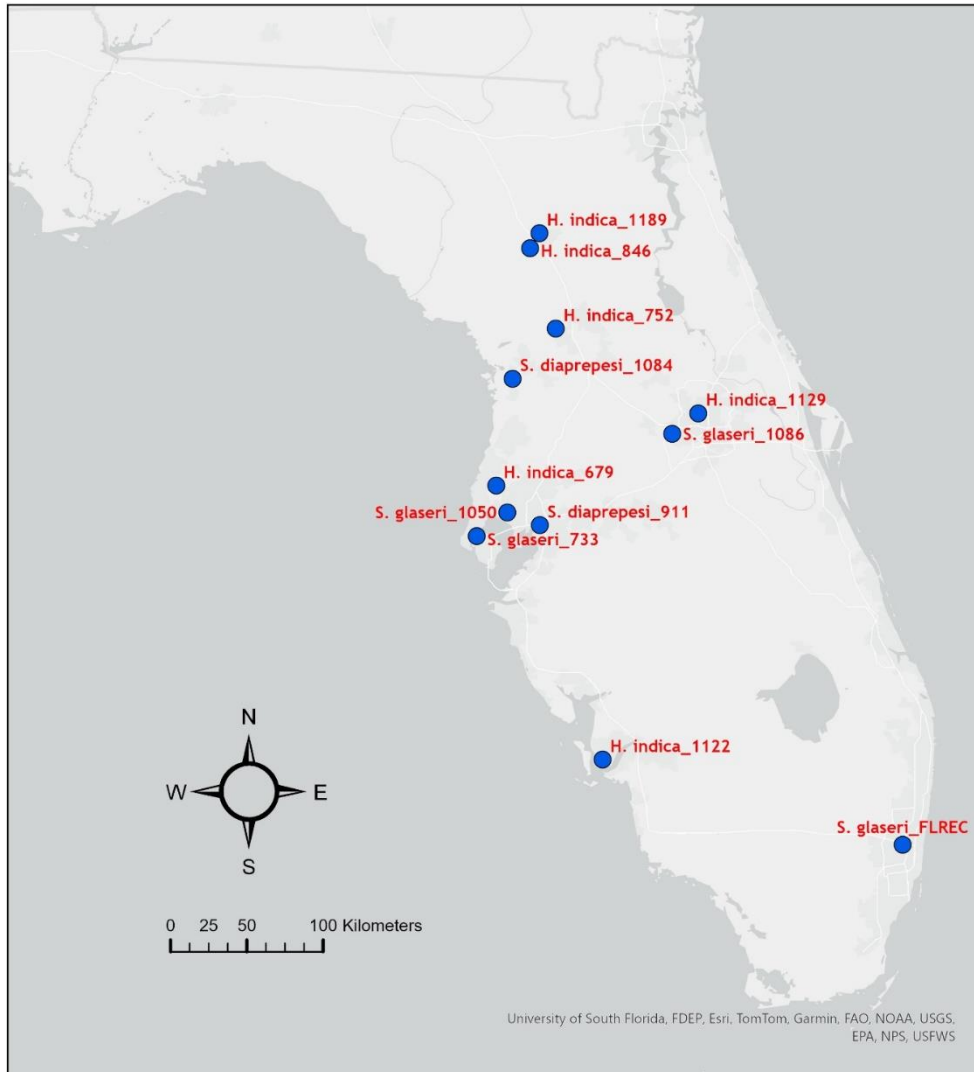 H. indica_1189
H. indica_846
H. indica_752
S. diaprepesi_1084
H. indica_1129
S. glaseri_1086
H. indica_679
S. glaseri_1050
S. diaprepesi_911
S. glaseri_733
H. indica_1122
S. glaseri_FLREC
N
W E
S
0 25 50 100 Kilometers
University of South Florida, FDEP, Esri, TomTom, Garmin, FAO, NOAA, USGS,
EPA, NPS, USFWS